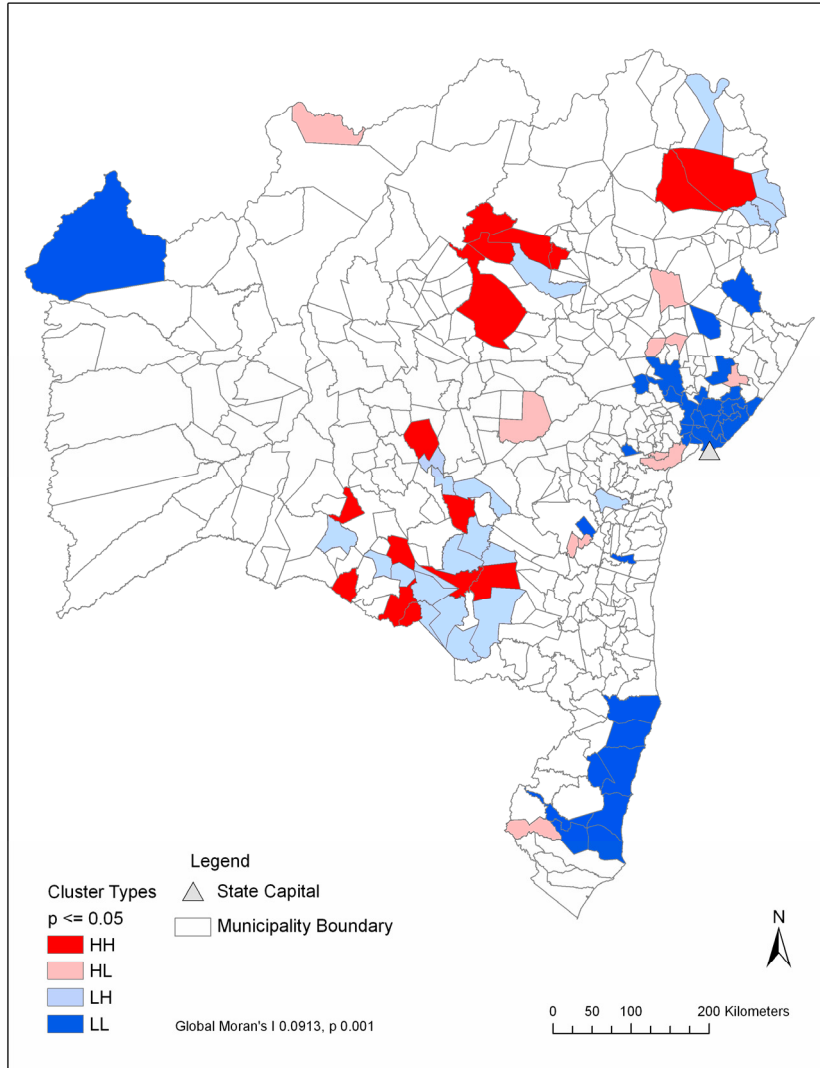 Legend
Cluster Types
State Capital
p <= 0.05
Municipality Boundary
HH
HL
LH
LL
Global Moran's I 0.0913, p 0.001
N
0 50 100 200 Kilometers